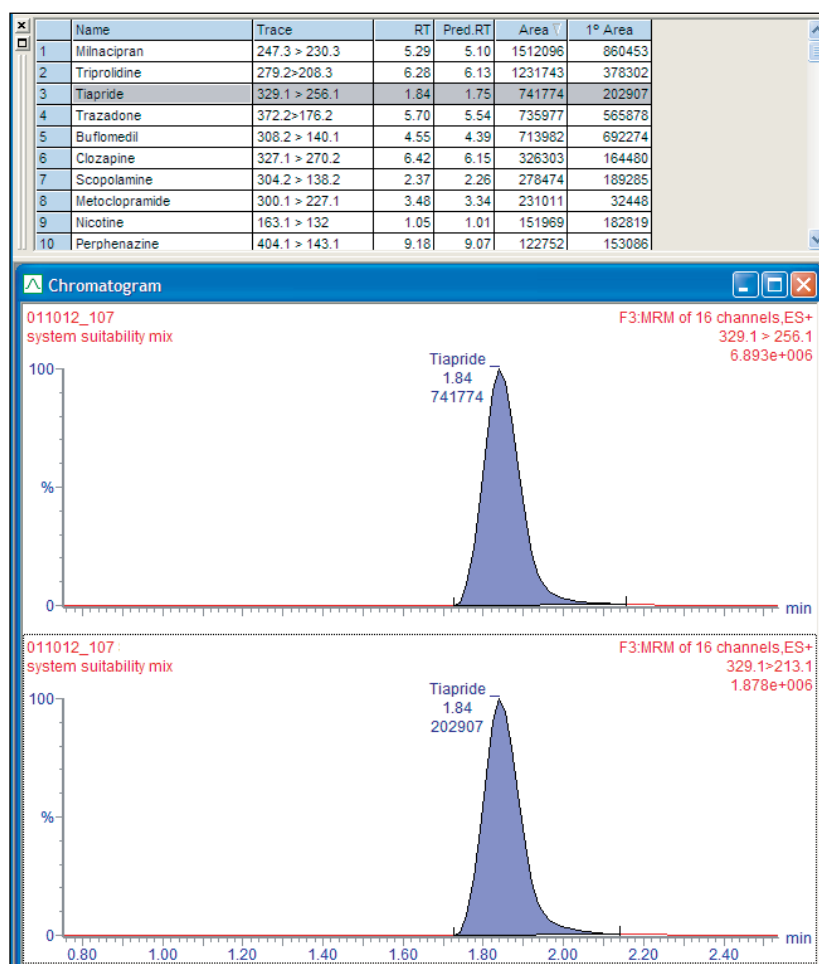 Name Trace RT Pred.RT Area 1º Area
1 Milnacipran 247.3 > 230.3 5.29 5.10 1512096 860453
2 Triprolidine 279.2>208.3 6.28 6.13 1231743 378302
3 Tiapride 329.1 > 256.1 1.84 1.75 741774 202907
4 Trazadone 372.2>176.2 5.70 5.54 735977 565878
5 Buflomedil 308.2 > 140.1 4.55 4.39 713982 692274
6 Clozapine 327.1 > 270.2 6.42 6.15 326303 164480
7 Scopolamine 304.2 > 138.2 2.37 2.26 278474 189285
8 Metoclopramide 300.1 > 227.1 3.48 3.34 231011 32448
9 Nicotine 163.1 > 132 1.05 1.01 151969 182819
10 Perphenazine 404.1 > 143.1 9.18 9.07 122752 153086
Chromatogram
011012_107 F3:MRM of 16 channels,ES+
system suitability mix 329.1 > 256.1
6.893e+006
Tiapride
1.84
741774
100
%
0
min
011012_107 F3:MRM of 16 channels,ES+
system suitability mix 329.1>213.1
1.878e+006
Tiapride
1.84
202907
100
%
0
min
0.80 1.00 1.20 1.40 1.60 1.80 2.00 2.20 2.40